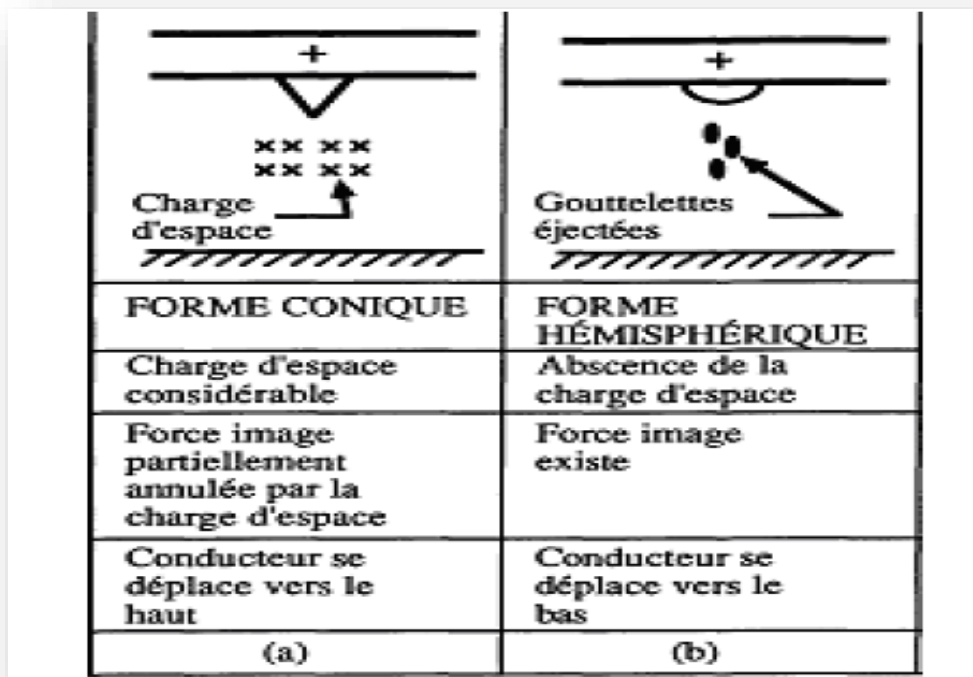 +
+
×× ××
×× ××
Charge
d'espace
Gouttelettes
éjectées
FORME CONIQUE
FORME
HÉMISPHÉRIQUE
Charge d'espace
considérable
Abscence de la
charge d'espace
Force image
partiellement
annulée par la
charge d'espace
Force image
existe
Conducteur se
déplace vers le
haut
Conducteur se
déplace vers le
bas
(a)
(b)